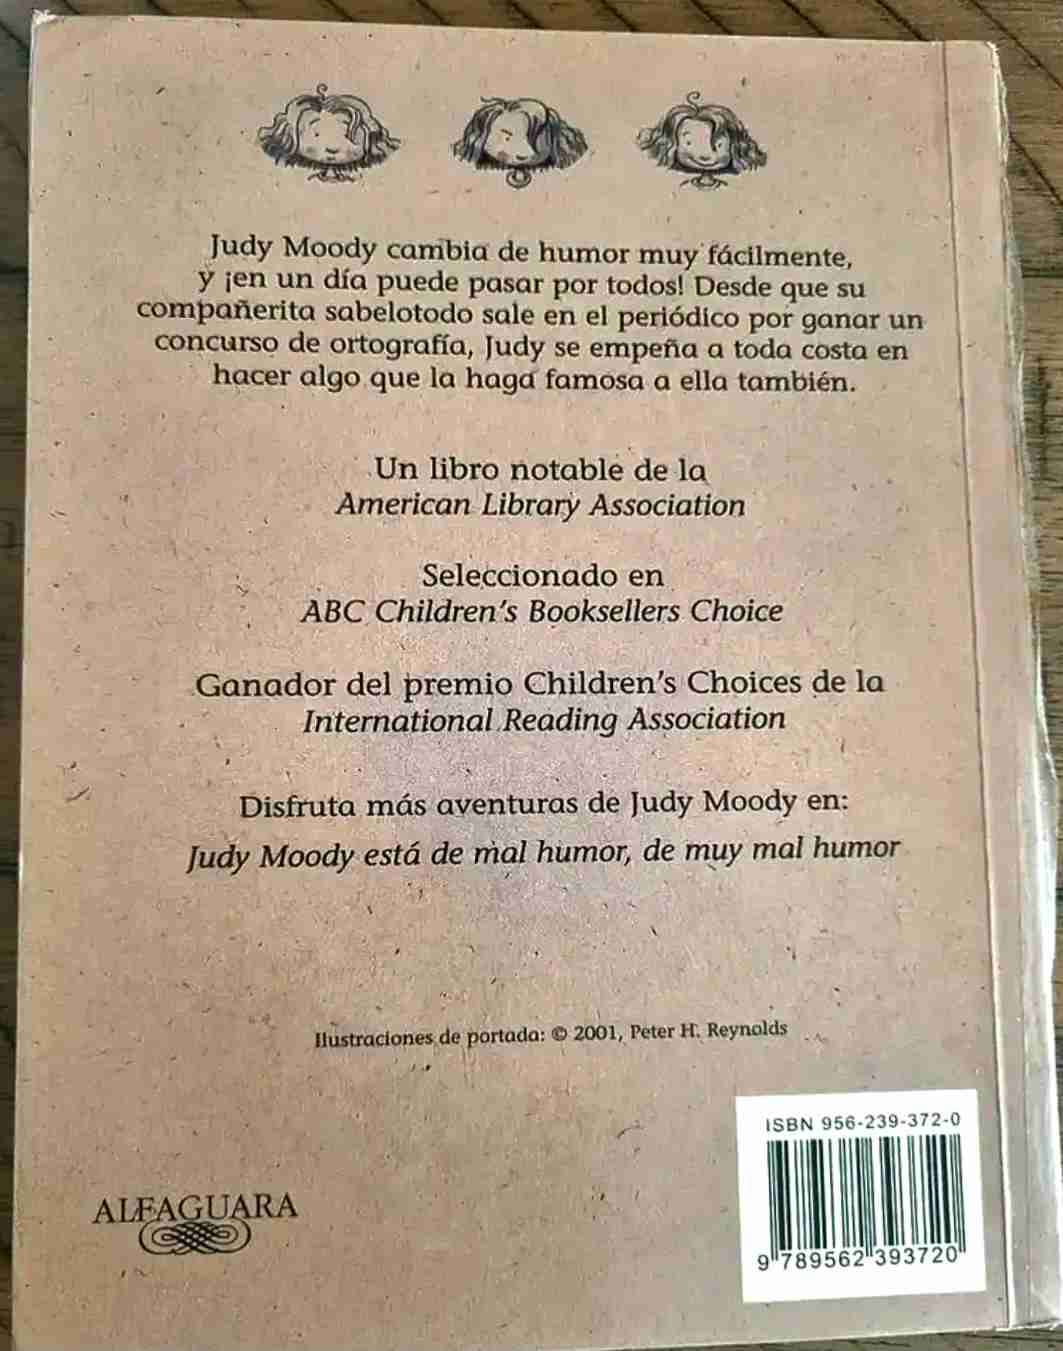 Judy Moody cambia de humor muy fácilmente,
y ¡en un día puede pasar por todos! Desde que su
compañerita sabelotodo sale en el periódico por ganar un
concurso de ortografía, Judy se empeña a toda costa en
hacer algo que la haga famosa a ella también.
Un libro notable de la
American Library Association
Seleccionado en
ABC Children's Booksellers Choice
Ganador del premio Children's Choices de la
International Reading Association
Disfruta más aventuras de Judy Moody en:
Judy Moody está de mal humor, de muy mal humor
Ilustraciones de portada: © 2001, Peter H. Reynolds
ISBN 956-239-372-0
9 789562 393720
ALFAGUARA